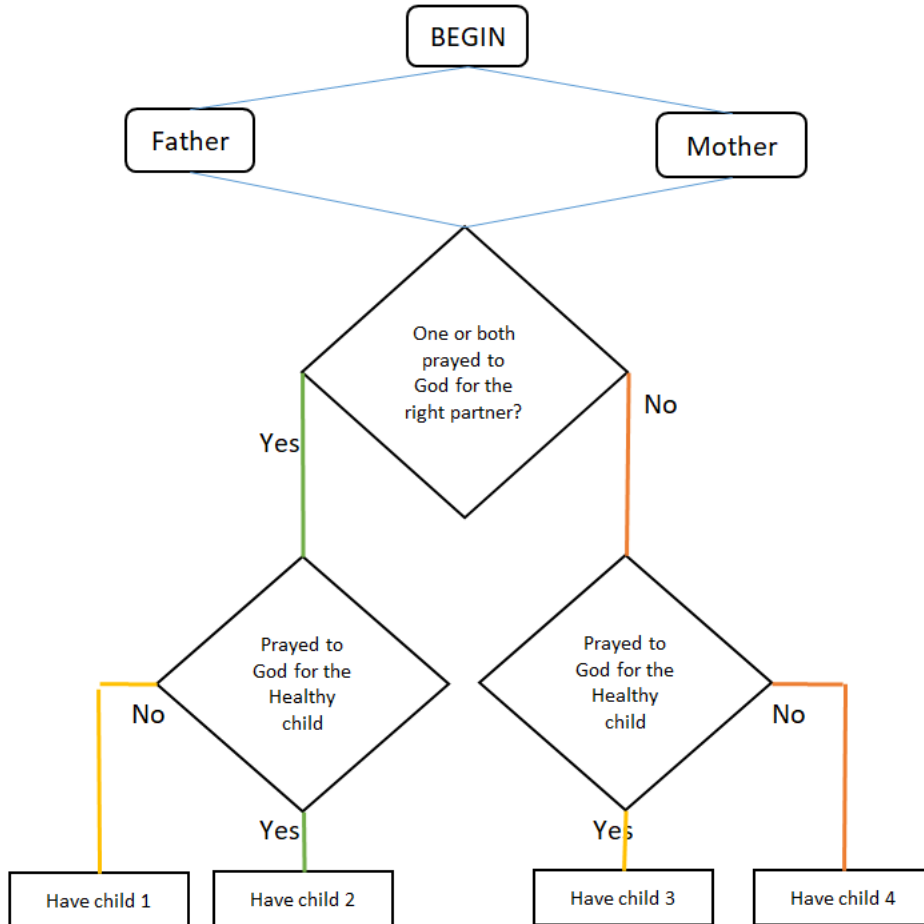 BEGIN
Father
Mother
One or both
prayed to
God for the
right partner?
Yes
No
Prayed to
God for the
Healthy
child
Prayed to
God for the
Healthy
child
No
No
Yes
Yes
Have child 1
Have child 2
Have child 3
Have child 4